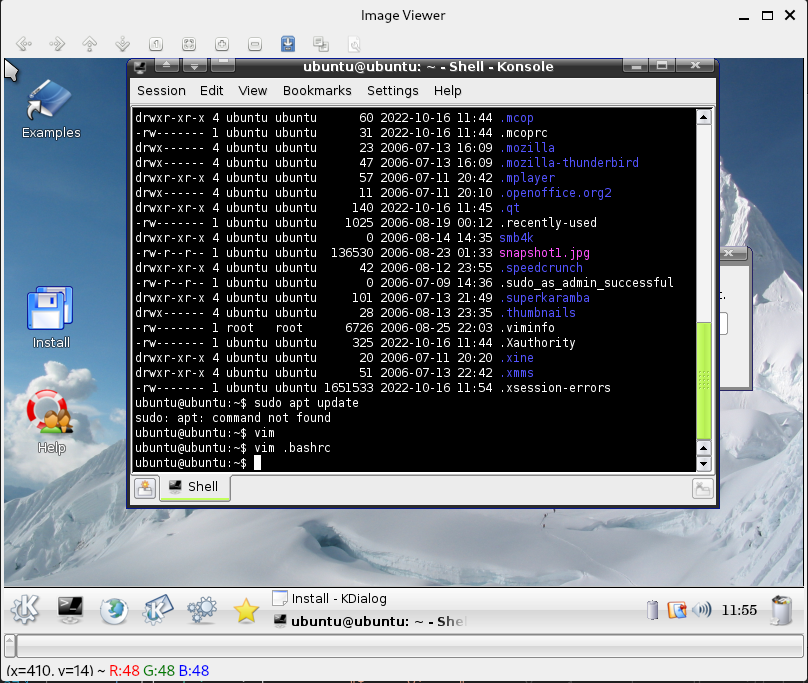 Image Viewer
ubuntu@ubuntu: ~ - Shell - Konsole
Session Edit View Bookmarks Settings Help
drwxr-xr-x 4 ubuntu ubuntu 60 2022-10-16 11:44 .mcop
-rw------- 1 ubuntu ubuntu 31 2022-10-16 11:44 .mcoprc
drwx------ 4 ubuntu ubuntu 23 2006-07-13 16:09 .mozilla
drwx------ 4 ubuntu ubuntu 47 2006-07-13 16:09 .mozilla-thunderbird
drwxr-xr-x 4 ubuntu ubuntu 57 2006-07-11 20:42 .mplayer
drwxr-xr-x 4 ubuntu ubuntu 11 2006-07-11 20:10 .openoffice.org2
drwxr-xr-x 4 ubuntu ubuntu 140 2022-10-16 11:45 .qt
-rw------- 1 ubuntu ubuntu 1025 2006-08-19 00:12 .recently-used
drwxr-xr-x 4 ubuntu ubuntu 0 2006-08-14 14:35 smb4k
-rw-r--r-- 1 ubuntu ubuntu 136530 2006-08-23 01:33 snapshot1.jpg
drwxr-xr-x 4 ubuntu ubuntu 42 2006-08-12 23:55 .speedcrunch
-rw-r--r-- 1 ubuntu ubuntu 0 2006-07-09 14:36 .sudo_as_admin_successful
drwxr-xr-x 4 ubuntu ubuntu 101 2006-07-13 21:49 .superkaramba
drwx------ 4 ubuntu ubuntu 28 2006-08-13 23:35 .thumbnails
-rw------- 1 root root 6726 2006-08-25 22:03 .viminfo
-rw------- 1 ubuntu ubuntu 325 2022-10-16 11:44 .Xauthority
drwxr-xr-x 4 ubuntu ubuntu 20 2006-07-11 20:20 .xine
drwxr-xr-x 4 ubuntu ubuntu 51 2006-07-13 22:42 .xmms
-rw------- 1 ubuntu ubuntu 1651533 2022-10-16 11:54 .xsession-errors
ubuntu@ubuntu:~$ sudo apt update
sudo: apt: command not found
ubuntu@ubuntu:~$ vim
ubuntu@ubuntu:~$ vim .bashrc
ubuntu@ubuntu:~$
Shell
Examples
Install
Help
Install - KDialog
ubuntu@ubuntu: ~ - Shel
11:55
(x=410, y=14) ~ R:48 G:48 B:48